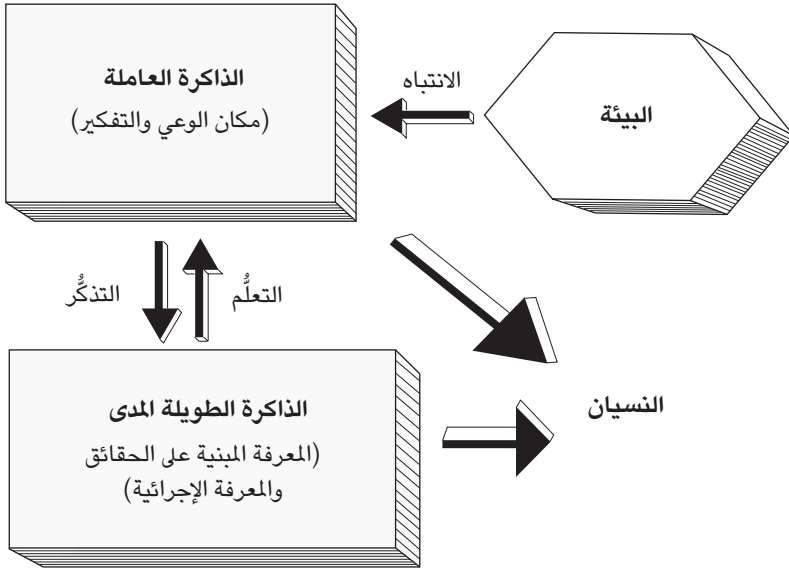 البيئة
الانتباه
الذاكرة العاملة
(مكان الوعي والتفكير)
التعلُّم
التذكُّر
النسيان
الذاكرة الطويلة المدى
(المعرفة المبنية على الحقائق
والمعرفة الإجرائية)